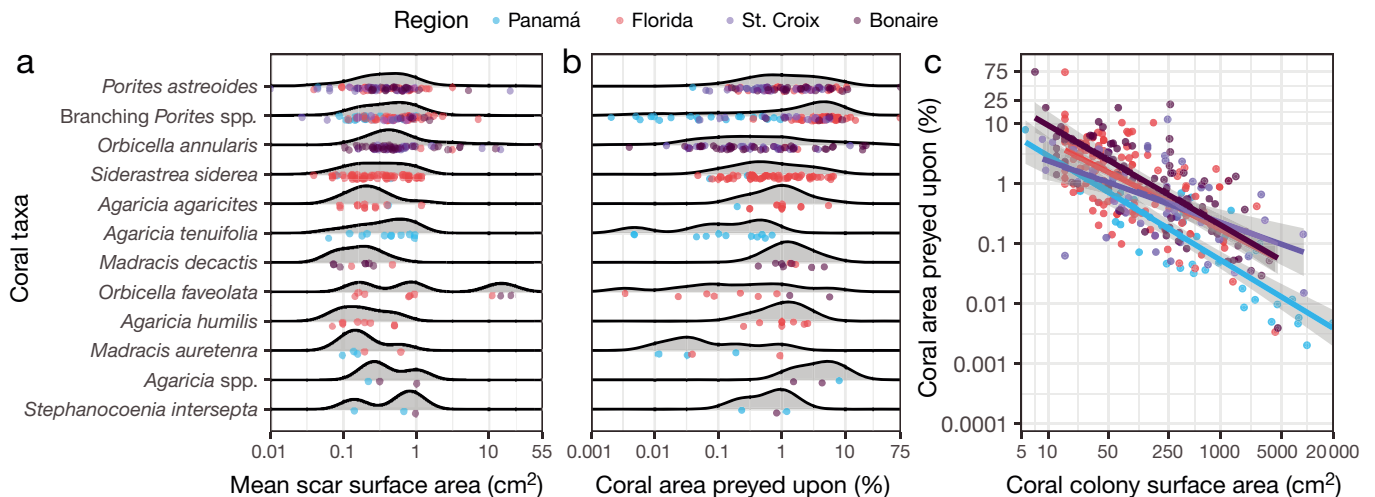 Region Panamá Florida St. Croix Bonaire
a
Coral taxa
Porites astreoides
Branching Porites spp.
Orbicella annularis
Siderastrea siderea
Agaricia agaricites
Agaricia tenuifolia
Madracis decactis
Orbicella faveolata
Agaricia humilis
Madracis auretenra
Agaricia spp.
Stephanocoenia intersepta
0.01 0.1 1 10 55
Mean scar surface area (cm²)
b
0.001 0.01 0.1 1 10 75
Coral area preyed upon (%)
c
Coral area preyed upon (%)
75
25
10
1
0.1
0.01
0.001
0.0001
5 10 50 250 1000 5000 20000
Coral colony surface area (cm²)